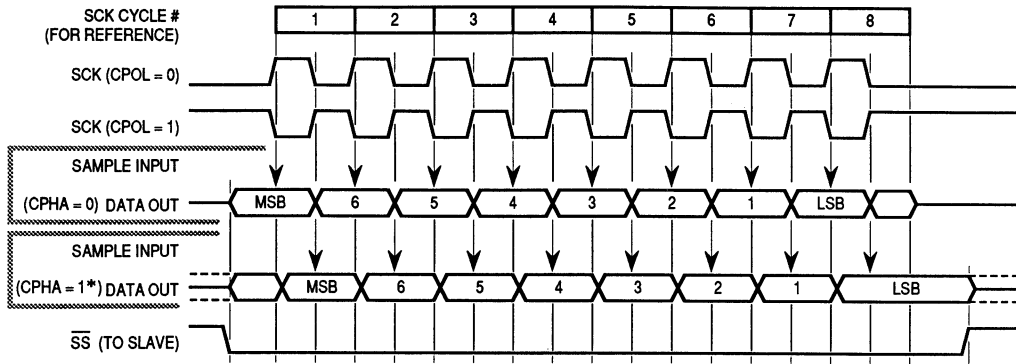 SCK CYCLE # 1 2 3 4 5 6 7 8
(FOR REFERENCE)
SCK (CPOL = 0)
SCK (CPOL = 1)
SAMPLE INPUT
(CPHA = 0) DATA OUT MSB 6 5 4 3 2 1 LSB
SAMPLE INPUT
(CPHA = 1*) DATA OUT MSB 6 5 4 3 2 1 LSB
SS (TO SLAVE)